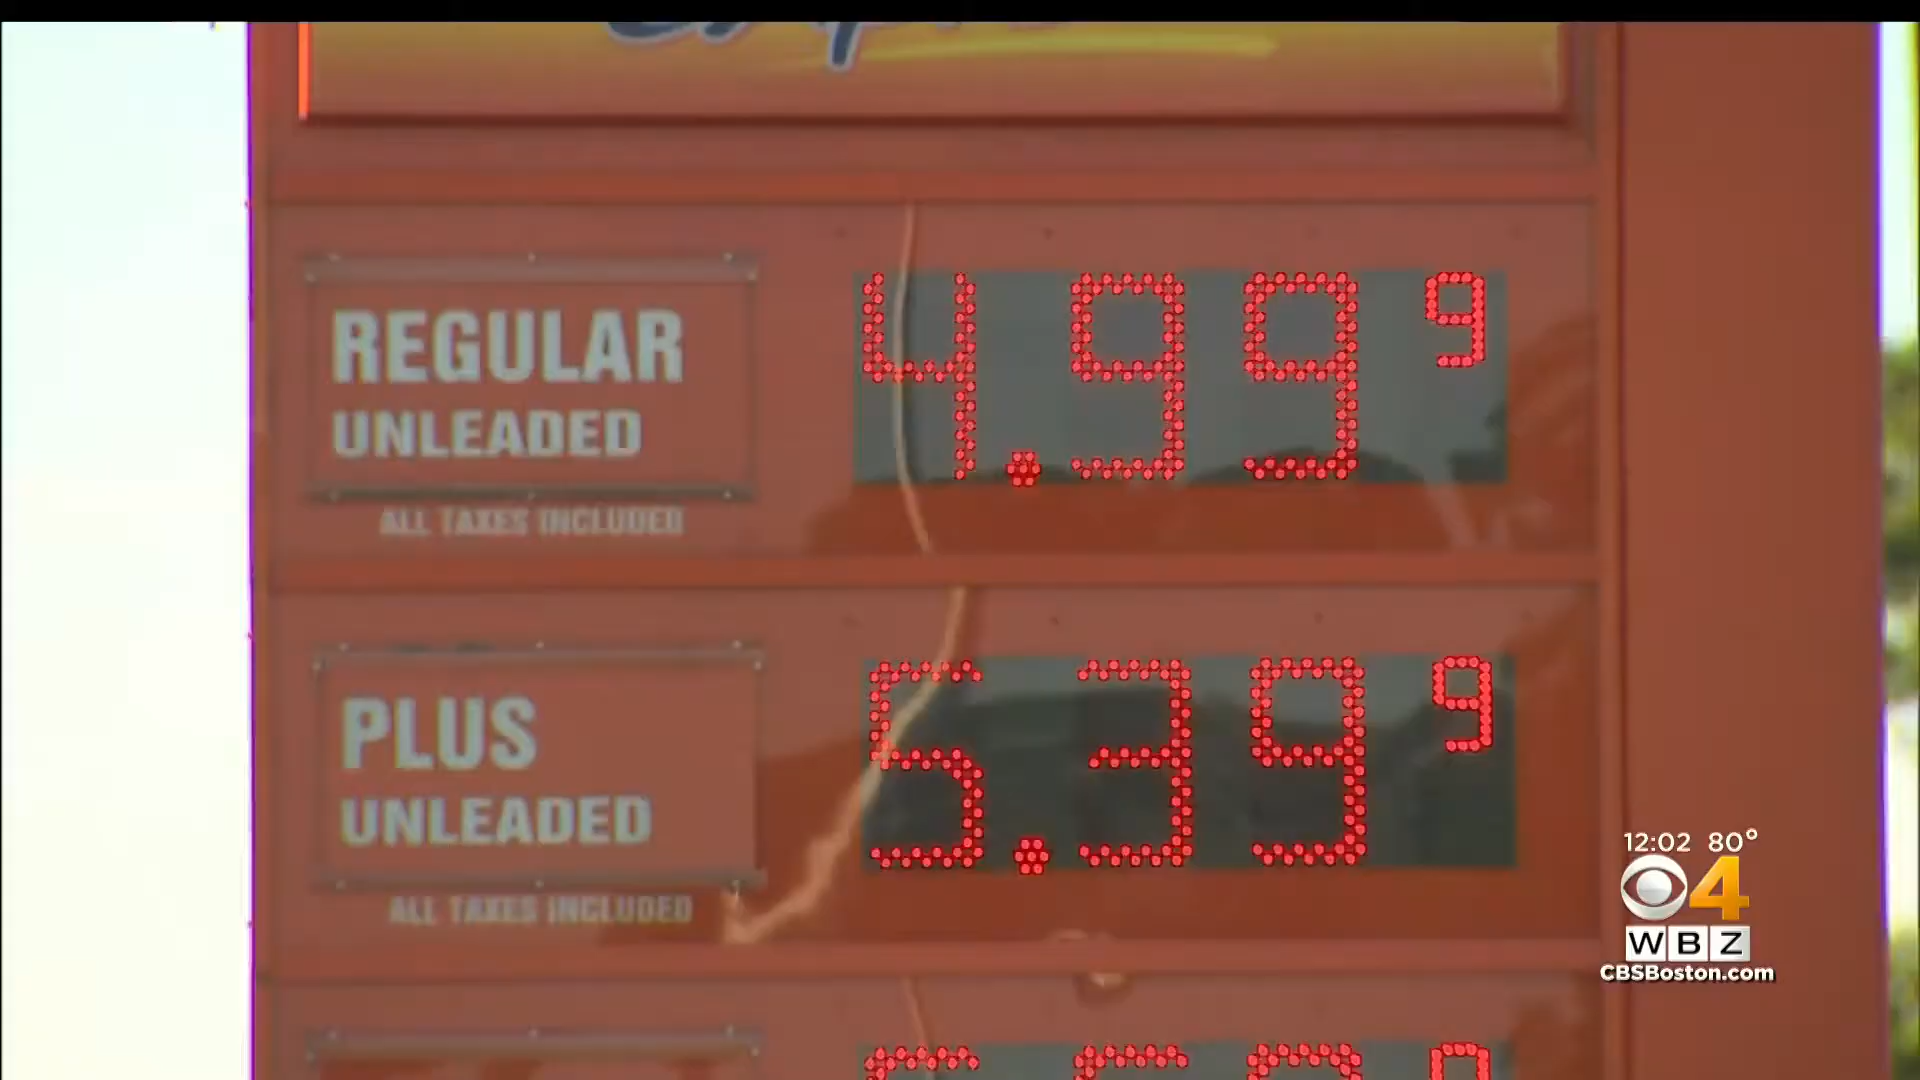 REGULAR
UNLEADED
4.99 9
ALL TAXES INCLUDED
PLUS
UNLEADED
5.39 9
ALL TAXES INCLUDED
12:02 80°
4
WBZ
CBSBoston.com